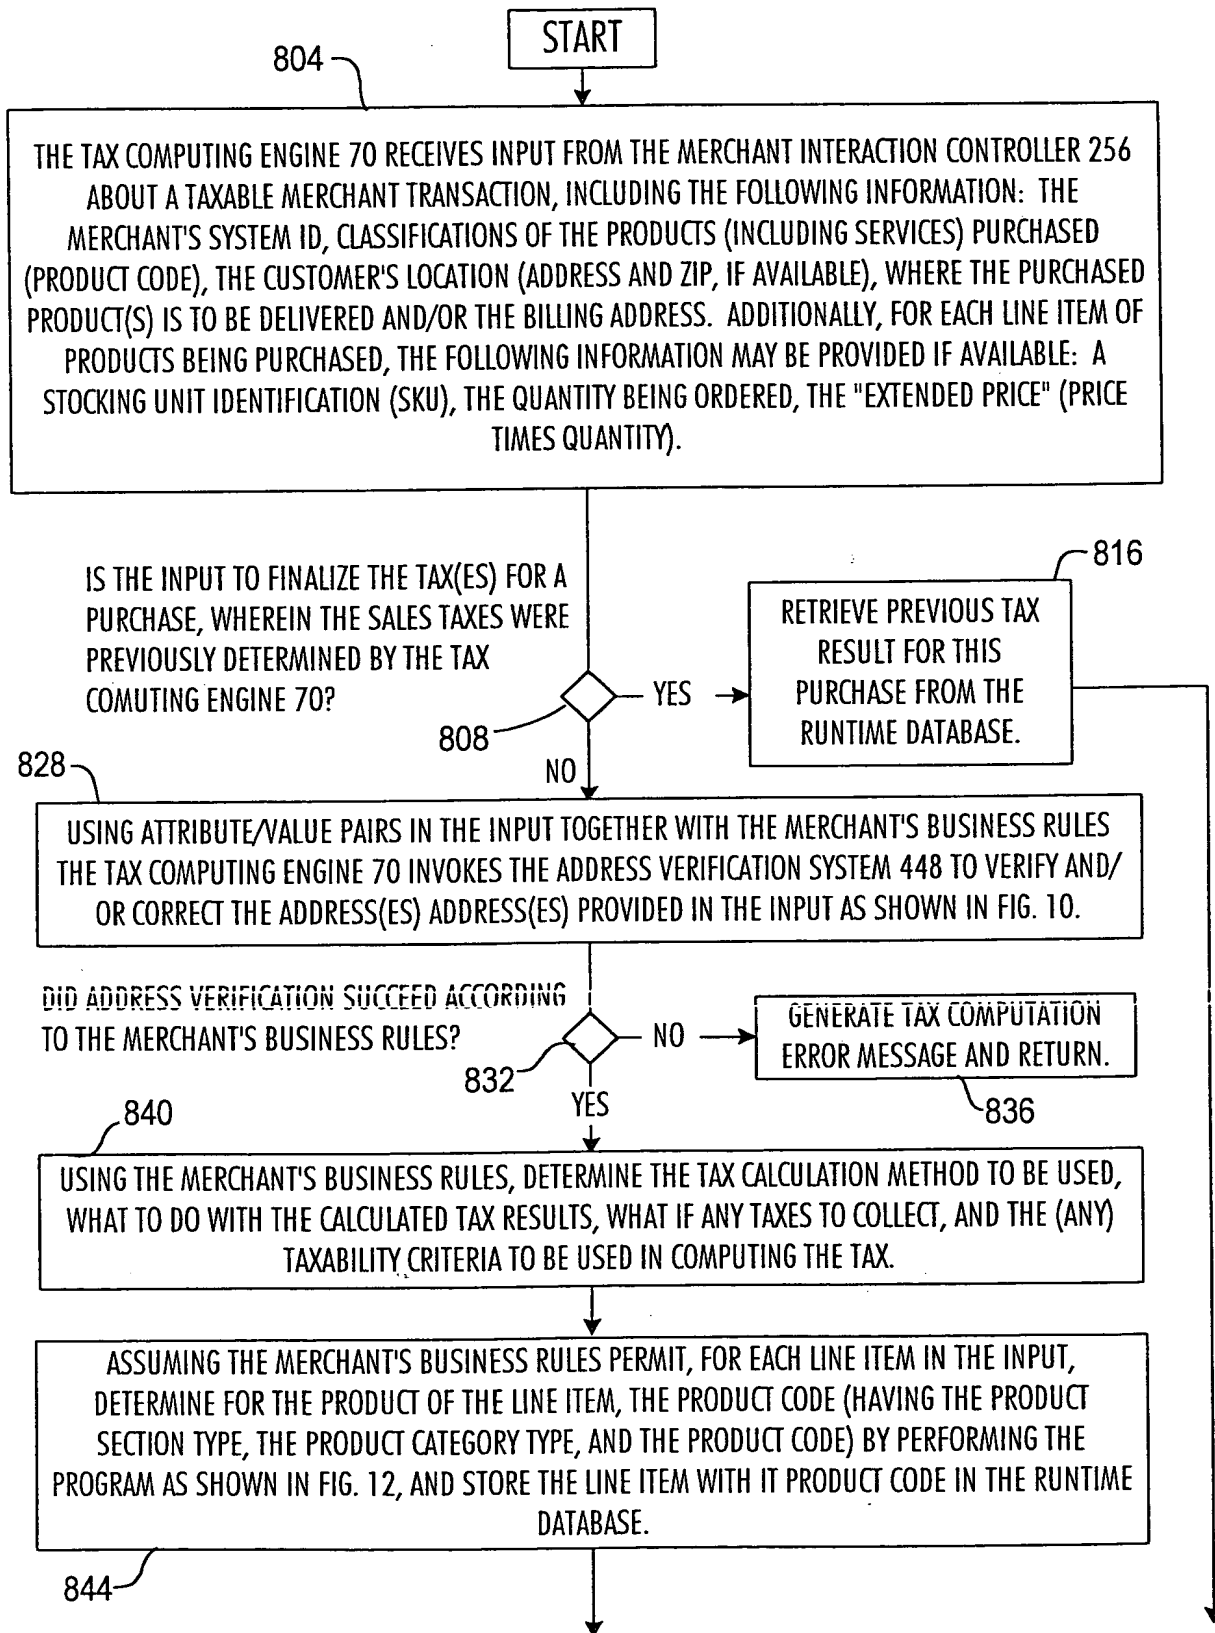 START
804
THE TAX COMPUTING ENGINE 70 RECEIVES INPUT FROM THE MERCHANT INTERACTION CONTROLLER 256
ABOUT A TAXABLE MERCHANT TRANSACTION, INCLUDING THE FOLLOWING INFORMATION: THE
MERCHANT'S SYSTEM ID, CLASSIFICATIONS OF THE PRODUCTS (INCLUDING SERVICES) PURCHASED
(PRODUCT CODE), THE CUSTOMER'S LOCATION (ADDRESS AND ZIP, IF AVAILABLE), WHERE THE PURCHASED
PRODUCT(S) IS TO BE DELIVERED AND/OR THE BILLING ADDRESS. ADDITIONALLY, FOR EACH LINE ITEM OF
PRODUCTS BEING PURCHASED, THE FOLLOWING INFORMATION MAY BE PROVIDED IF AVAILABLE: A
STOCKING UNIT IDENTIFICATION (SKU), THE QUANTITY BEING ORDERED, THE "EXTENDED PRICE" (PRICE
TIMES QUANTITY).
IS THE INPUT TO FINALIZE THE TAX(ES) FOR A
PURCHASE, WHEREIN THE SALES TAXES WERE
PREVIOUSLY DETERMINED BY THE TAX
COMUTING ENGINE 70?
808
YES
816
RETRIEVE PREVIOUS TAX
RESULT FOR THIS
PURCHASE FROM THE
RUNTIME DATABASE.
NO
828
USING ATTRIBUTE/VALUE PAIRS IN THE INPUT TOGETHER WITH THE MERCHANT'S BUSINESS RULES
THE TAX COMPUTING ENGINE 70 INVOKES THE ADDRESS VERIFICATION SYSTEM 448 TO VERIFY AND/
OR CORRECT THE ADDRESS(ES) ADDRESS(ES) PROVIDED IN THE INPUT AS SHOWN IN FIG. 10.
DID ADDRESS VERIFICATION SUCCEED ACCORDING
TO THE MERCHANT'S BUSINESS RULES?
832
NO
GENERATE TAX COMPUTATION
ERROR MESSAGE AND RETURN.
836
YES
840
USING THE MERCHANT'S BUSINESS RULES, DETERMINE THE TAX CALCULATION METHOD TO BE USED,
WHAT TO DO WITH THE CALCULATED TAX RESULTS, WHAT IF ANY TAXES TO COLLECT, AND THE (ANY)
TAXABILITY CRITERIA TO BE USED IN COMPUTING THE TAX.
ASSUMING THE MERCHANT'S BUSINESS RULES PERMIT, FOR EACH LINE ITEM IN THE INPUT,
DETERMINE FOR THE PRODUCT OF THE LINE ITEM, THE PRODUCT CODE (HAVING THE PRODUCT
SECTION TYPE, THE PRODUCT CATEGORY TYPE, AND THE PRODUCT CODE) BY PERFORMING THE
PROGRAM AS SHOWN IN FIG. 12, AND STORE THE LINE ITEM WITH IT PRODUCT CODE IN THE RUNTIME
DATABASE.
844